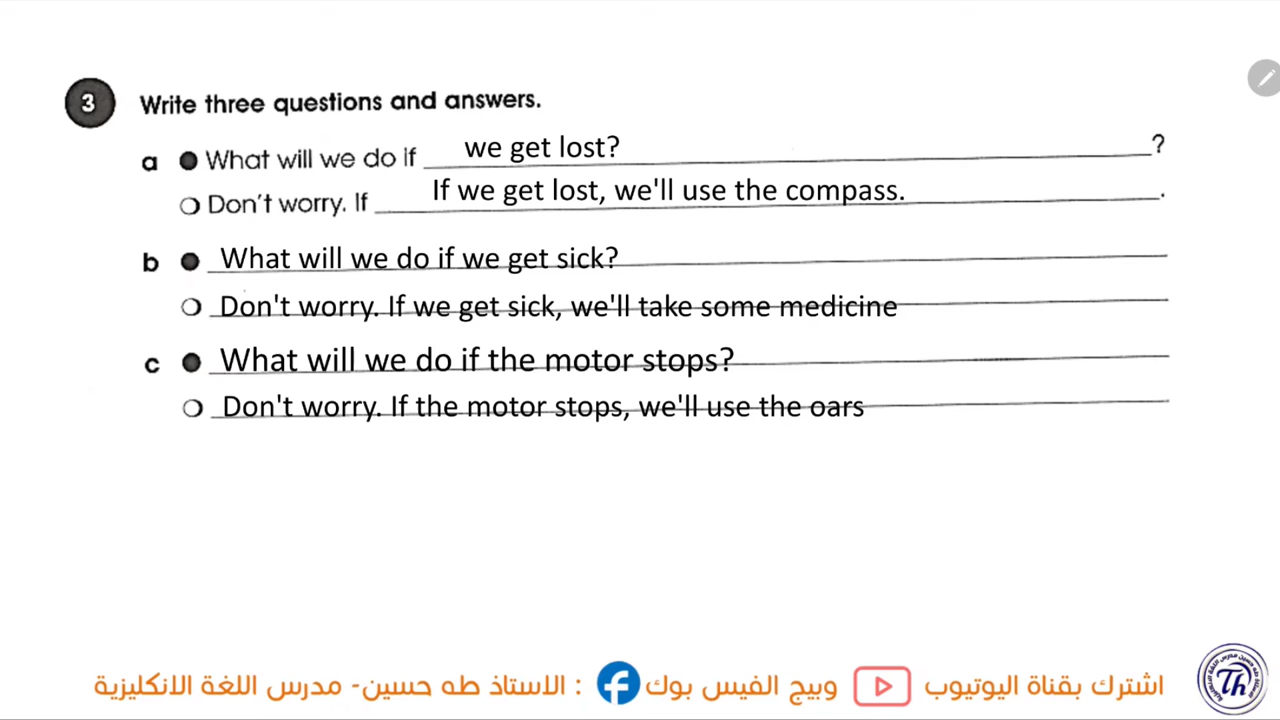 3 Write three questions and answers.
a ● What will we do if we get lost? ?
○ Don't worry. If If we get lost, we'll use the compass. .
b ● What will we do if we get sick?
○ Don't worry. If we get sick, we'll take some medicine
c ● What will we do if the motor stops?
○ Don't worry. If the motor stops, we'll use the oars
اشترك بقناة اليوتيوب وبيج الفيس بوك : الاستاذ طه حسين- مدرس اللغة الانكليزية
Th